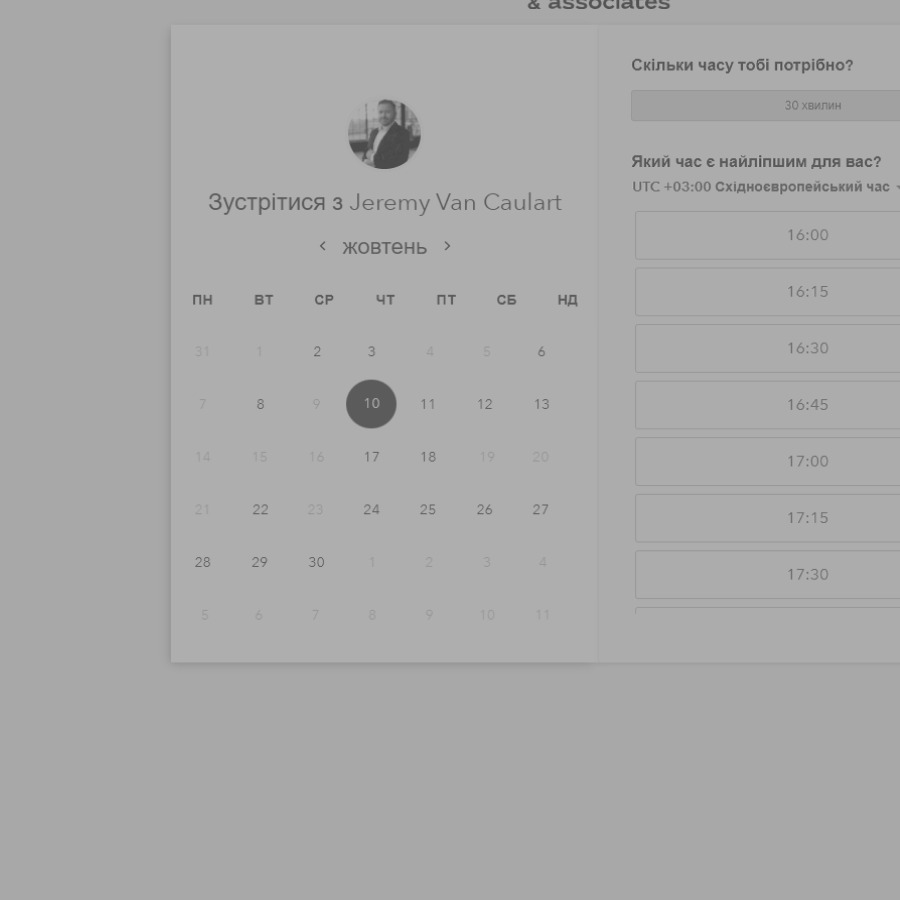 & associates
Зустрітися з Jeremy Van Caulart
‹ жовтень ›
ПН ВТ СР ЧТ ПТ СБ НД
31 1 2 3 4 5 6
7 8 9 10 11 12 13
14 15 16 17 18 19 20
21 22 23 24 25 26 27
28 29 30 1 2 3 4
5 6 7 8 9 10 11
Скільки часу тобі потрібно?
30 хвилин
Який час є найліпшим для вас?
UTC +03:00 Східноєвропейський час
16:00
16:15
16:30
16:45
17:00
17:15
17:30